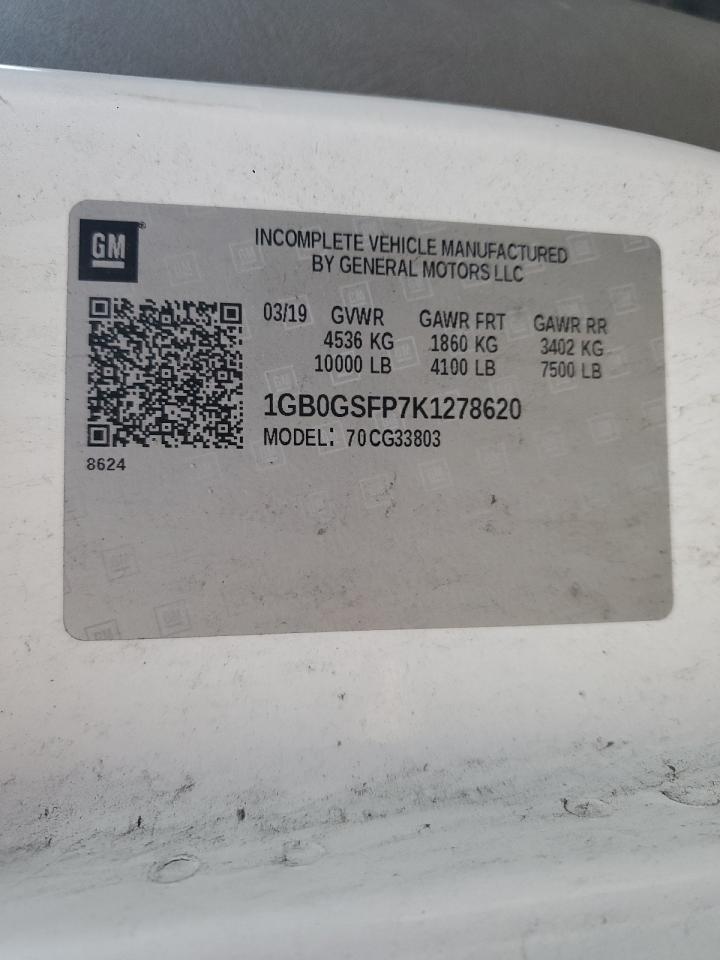 GM
INCOMPLETE VEHICLE MANUFACTURED
BY GENERAL MOTORS LLC
03/19 GVWR GAWR FRT GAWR RR
4536 KG 1860 KG 3402 KG
10000 LB 4100 LB 7500 LB
1GB0GSFP7K1278620
MODEL: 70CG33803
8624